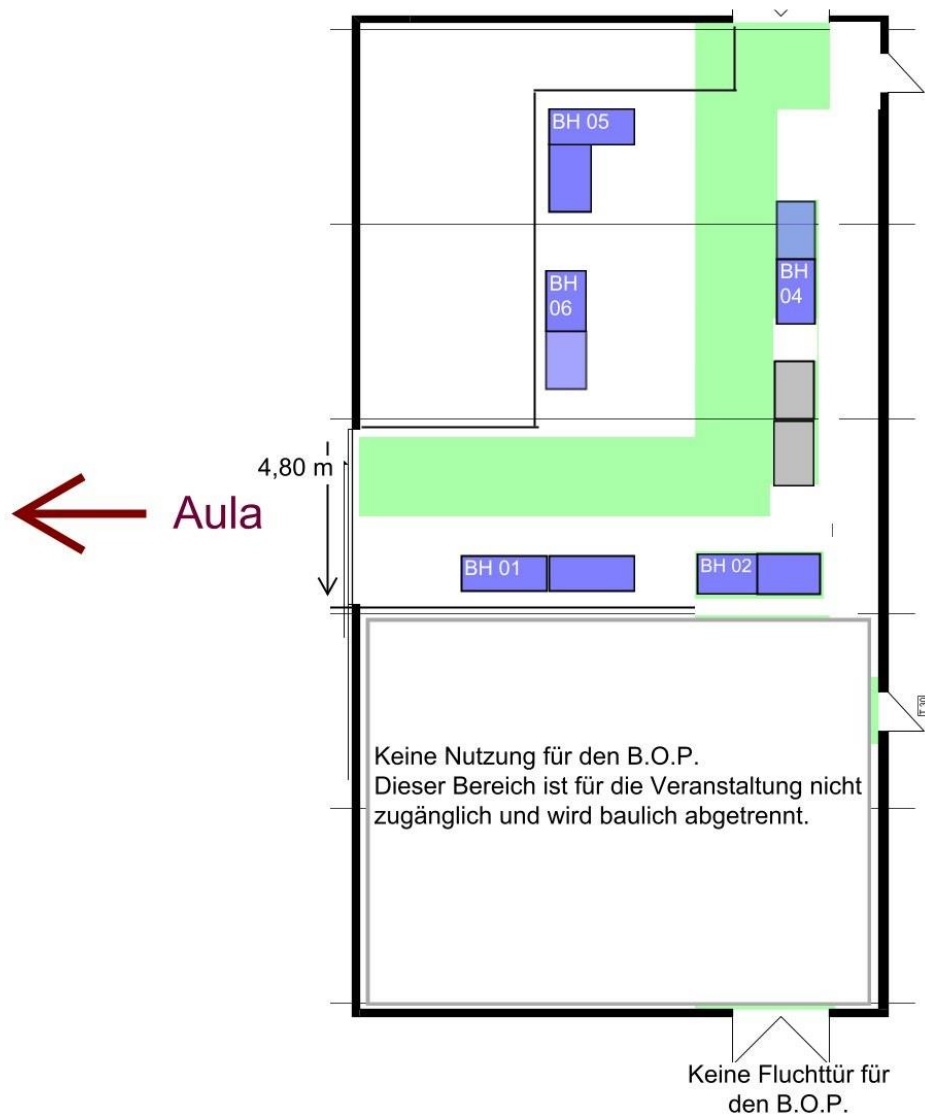 BH 05
BH
06
BH
04
4,80 m
Aula
BH 01
BH 02
T 30
Keine Nutzung für den B.O.P.
Dieser Bereich ist für die Veranstaltung nicht
zugänglich und wird baulich abgetrennt.
Keine Fluchttür für
den B.O.P.